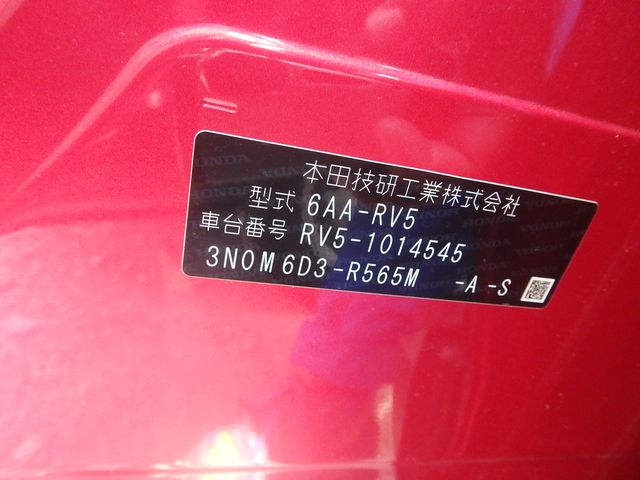 本田技研工業株式会社
型式 6AA-RV5
車台番号 RV5-1014545
3N0M6D3-R565M -A -S